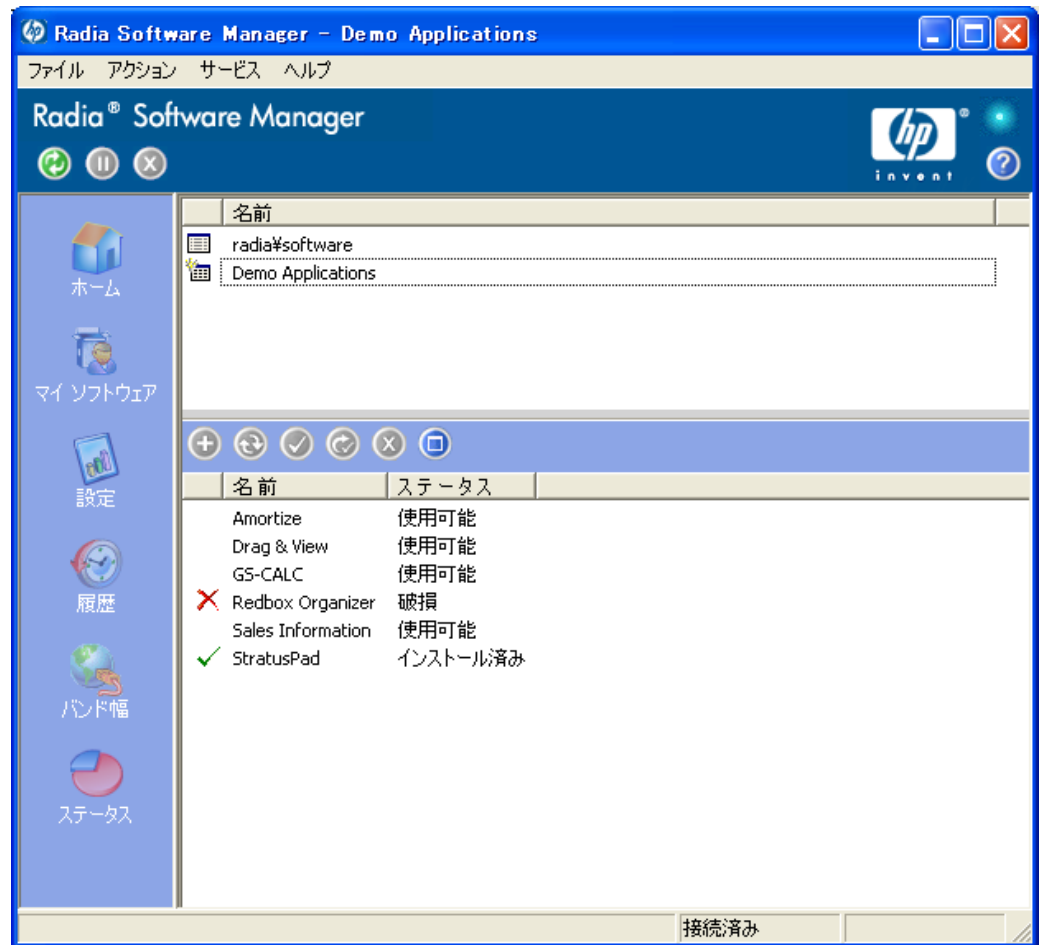 Radia Software Manager - Demo Applications
ファイル アクション サービス ヘルプ
Radia® Software Manager
hp®
invent
ホーム
マイ ソフトウェア
設定
履歴
バンド幅
ステータス
名前
radia¥software
Demo Applications
名前 ステータス
Amortize 使用可能
Drag & View 使用可能
GS-CALC 使用可能
Redbox Organizer 破損
Sales Information 使用可能
StratusPad インストール済み
接続済み